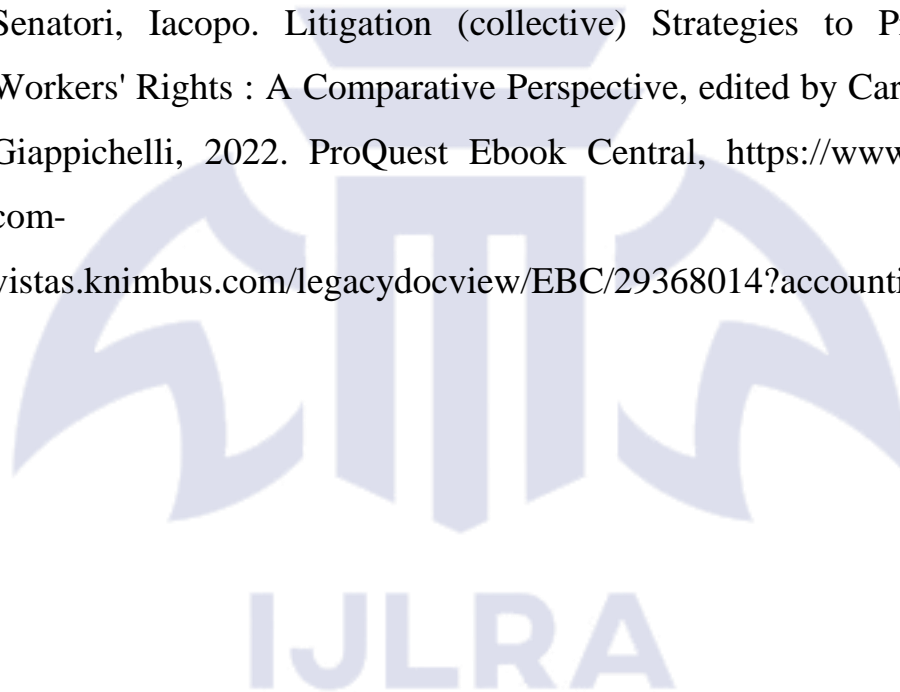 Senatori, Iacopo. Litigation (collective) Strategies to
Workers' Rights : A Comparative Perspective, edited by
Giappichelli, 2022. ProQuest Ebook Central, https://www
com-
vistas.knimbus.com/legacydocview/EBC/29368014?accounti
IJLRA